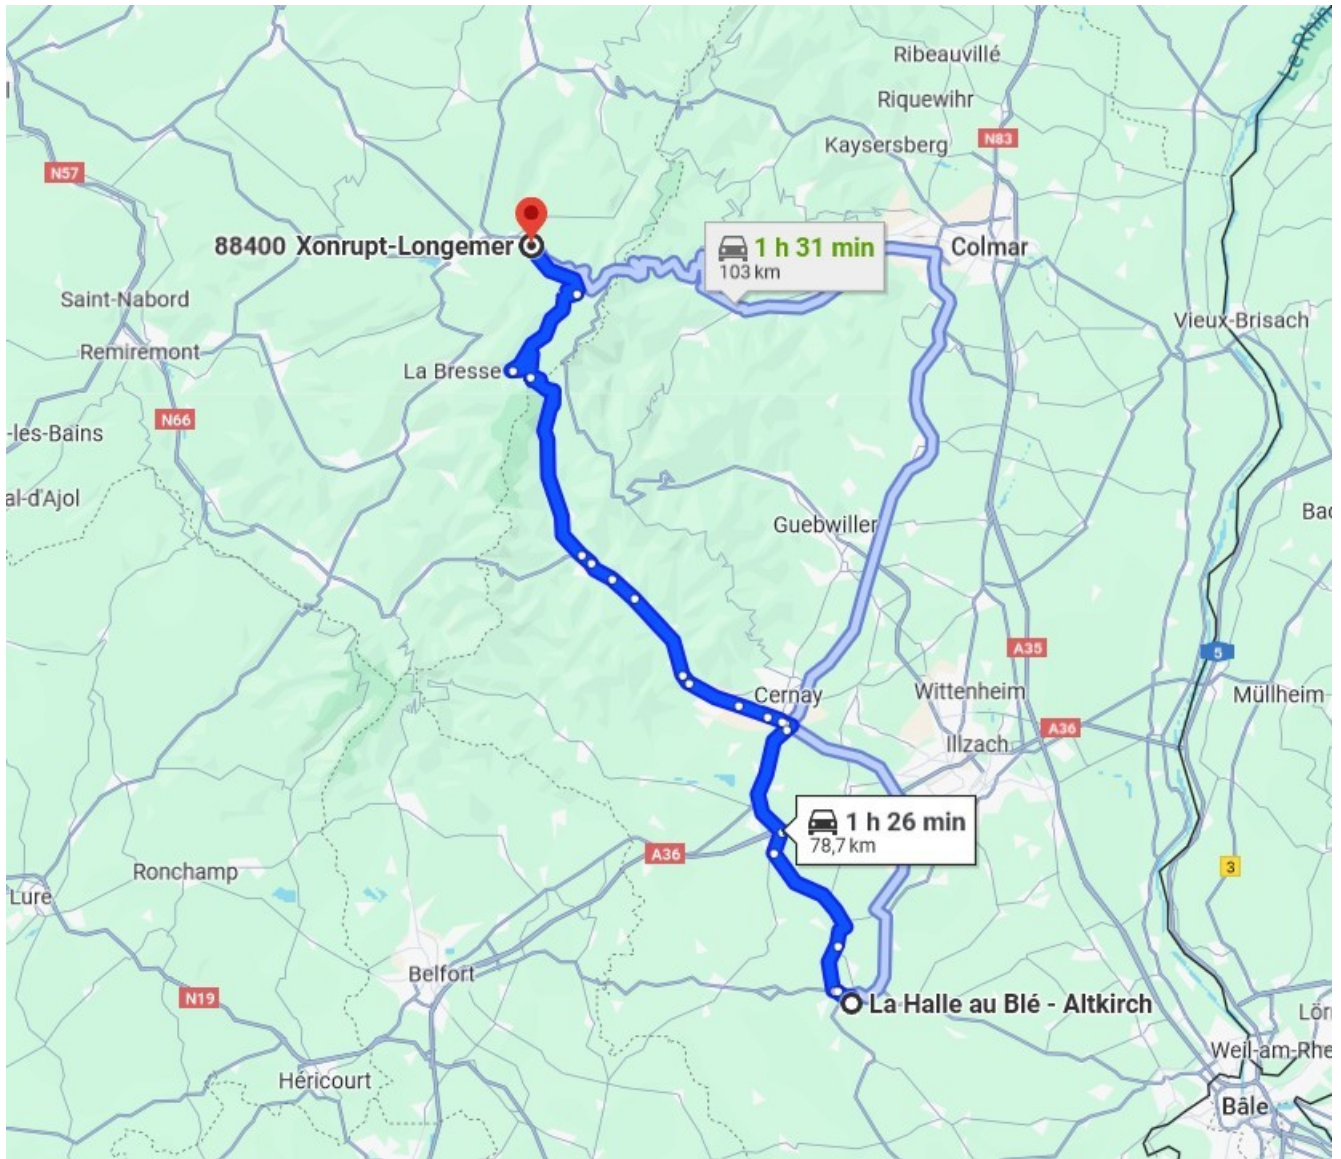 Le Rhin
Ribeauvillé
Riquewihr
N83
Kaysersberg
N57
88400 Xonrupt-Longemer
1 h 31 min
103 km
Colmar
Saint-Nabord
Vieux-Brisach
Remiremont
La Bresse
N66
-les-Bains
al-d'Ajol
Guebwiller
Bad
A35
5
Cernay
Wittenheim
Müllheim
A36
Illzach
1 h 26 min
78,7 km
A36
Ronchamp
3
Lure
Belfort
N19
La Halle au Blé - Altkirch
Lörr
Weil-am-Rhe
Héricourt
Bâle